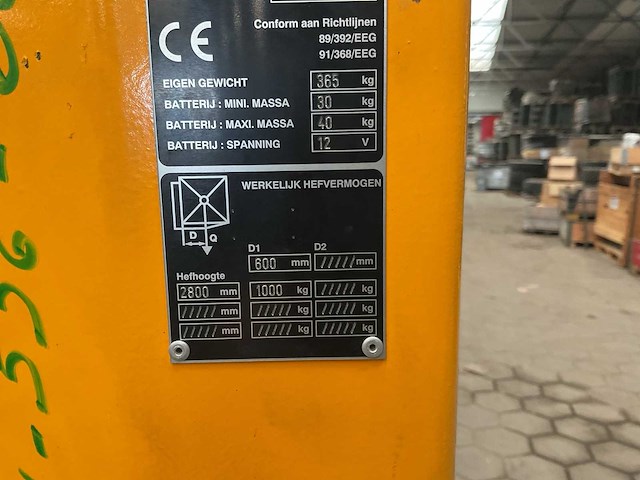 CE
Conform aan Richtlijnen
89/392/EEG
91/368/EEG
EIGEN GEWICHT 365 kg
BATTERIJ : MINI. MASSA 30 kg
BATTERIJ : MAXI. MASSA 40 kg
BATTERIJ : SPANNING 12 V
WERKELIJK HEFVERMOGEN
D Q
D1 D2
600 mm /////mm
Hefhoogte
2800 mm 1000 kg ///// kg
///// mm ///// kg ///// kg
///// mm ///// kg ///// kg